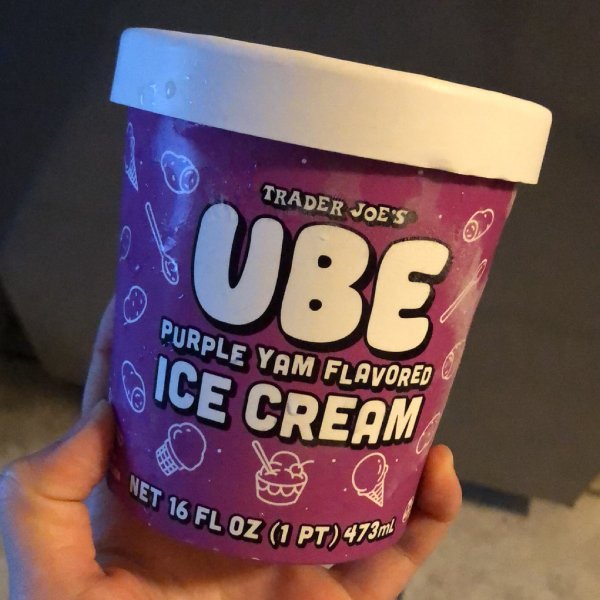 TRADER JOE'S
UBE
PURPLE YAM FLAVORED
ICE CREAM
NET 16 FL OZ (1 PT) 473mL